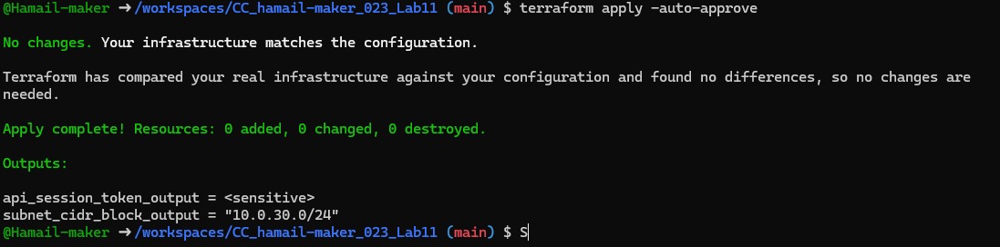 @Hamail-maker ➜ /workspaces/CC_hamail-maker_023_Lab11 (main) $ terraform apply -auto-approve
No changes. Your infrastructure matches the configuration.
Terraform has compared your real infrastructure against your configuration and found no differences, so no changes are
needed.
Apply complete! Resources: 0 added, 0 changed, 0 destroyed.
Outputs:
api_session_token_output = <sensitive>
subnet_cidr_block_output = "10.0.30.0/24"
@Hamail-maker ➜ /workspaces/CC_hamail-maker_023_Lab11 (main) $ S